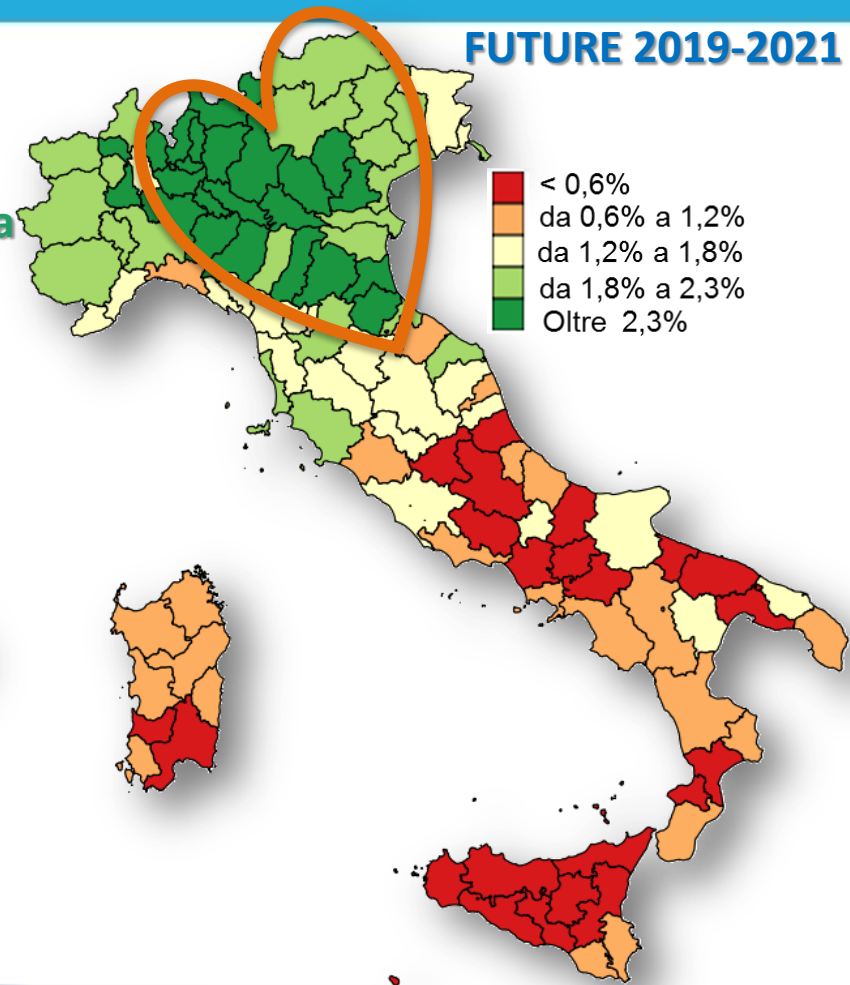 FUTURE 2019-2021
a
< 0,6%
da 0,6% a 1,2%
da 1,2% a 1,8%
da 1,8% a 2,3%
Oltre 2,3%